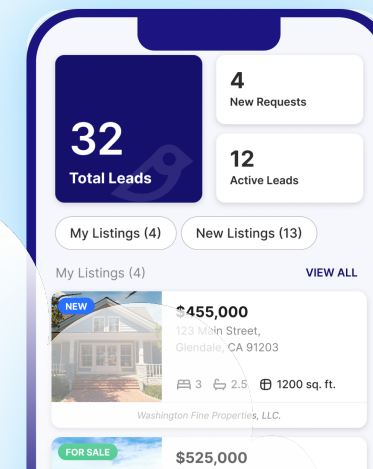 32
Total Leads
4
New Requests
12
Active Leads
My Listings (4)
New Listings (13)
My Listings (4)
VIEW ALL
NEW
$455,000
123 Main Street,
Glendale, CA 91203
3
2.5
1200 sq. ft.
Washington Fine Properties, LLC.
FOR SALE
$525,000